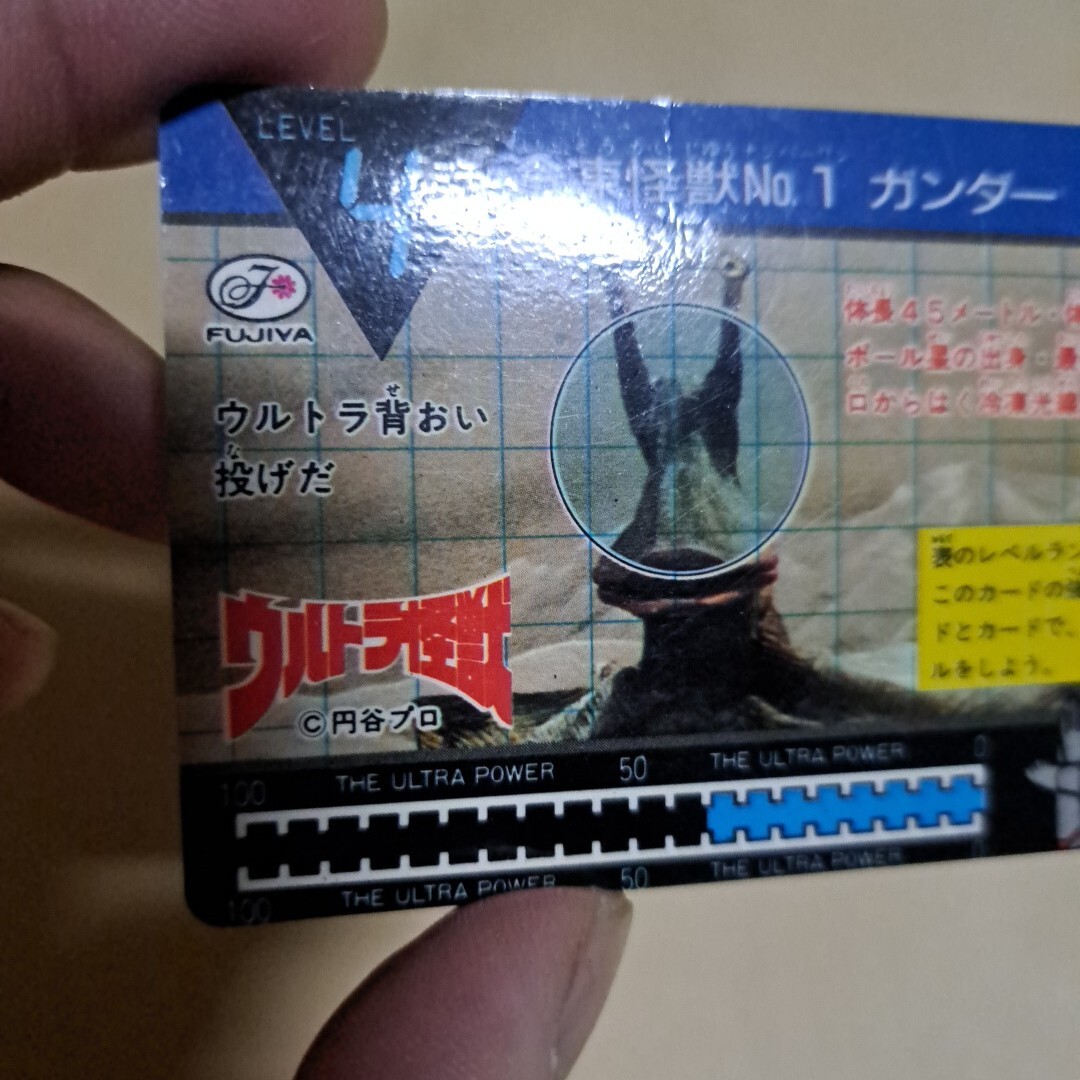 LEVEL
4
冷凍怪獣No.1 ガンダー
FUJIYA
体長45メートル・体
ポール星の出身・最
口からはく冷凍光線
ウルトラ背おい
せ
投げだ
な
ウルトラ怪獣
©円谷プロ
表のレベルラン
このカードの強
ドとカードで、
ルをしよう。
THE ULTRA POWER 50 THE ULTRA POWER 0
100
THE ULTRA POWER 50 THE ULTRA POWER
100